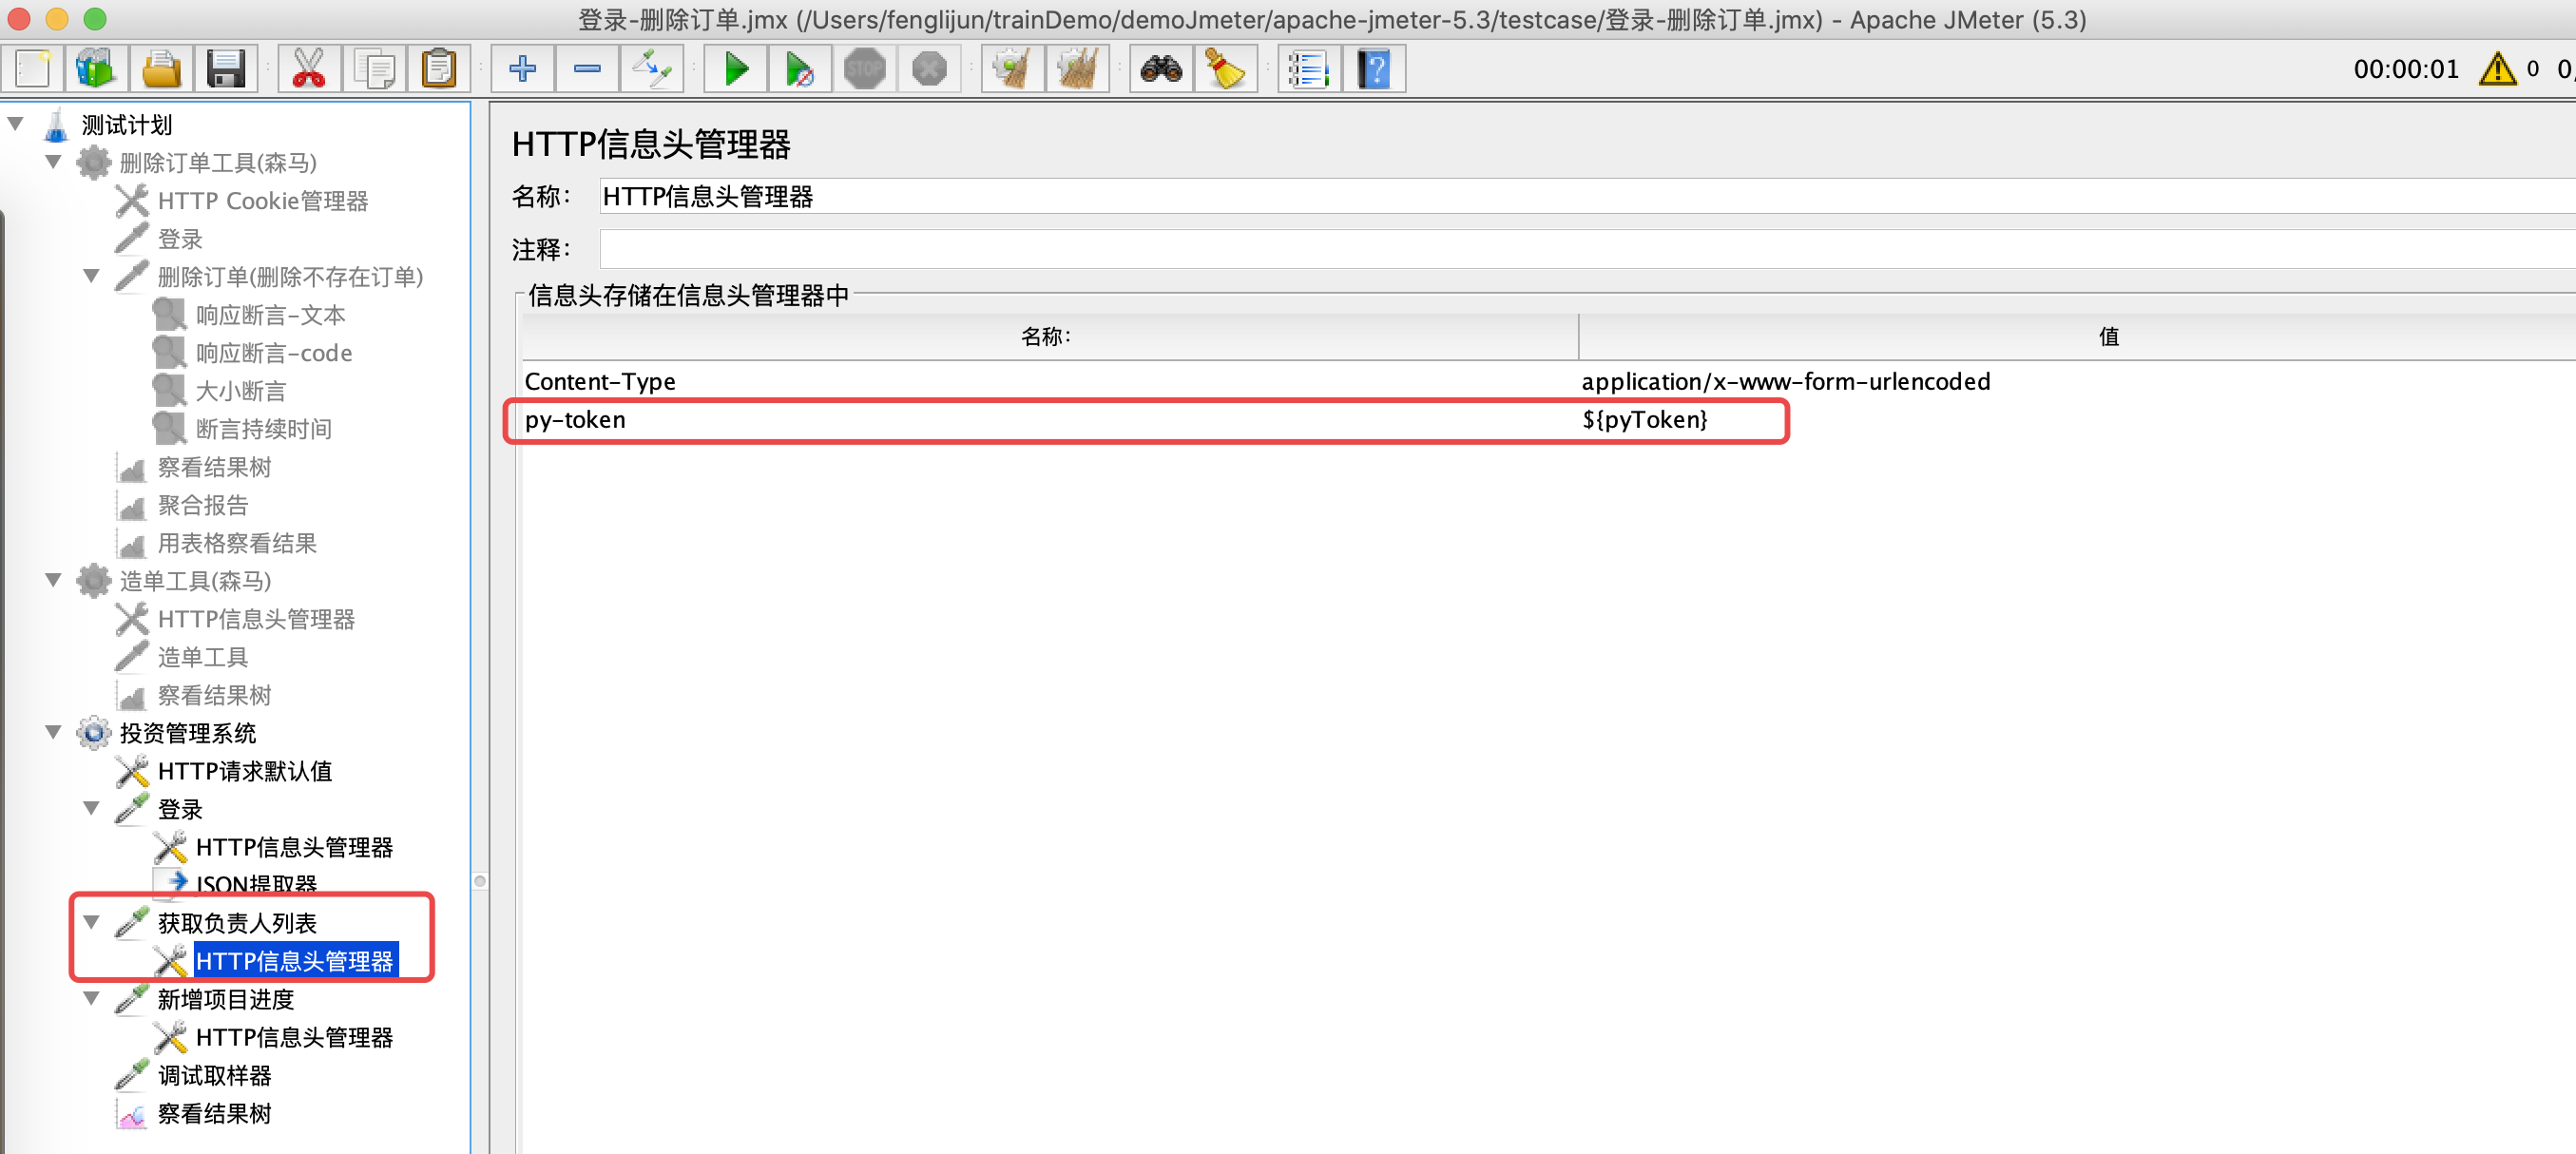 登录-删除订单.jmx (/Users/fenglijun/trainDemo/demoJmeter/apache-jmeter-5.3/testcase/登录-删除订单.jmx) - Apache JMeter (5.3)
STOP
00:00:01
0
0
测试计划
删除订单工具(森马)
HTTP Cookie管理器
登录
删除订单(删除不存在订单)
响应断言-文本
响应断言-code
大小断言
断言持续时间
察看结果树
聚合报告
用表格察看结果
造单工具(森马)
HTTP信息头管理器
造单工具
察看结果树
投资管理系统
HTTP请求默认值
登录
HTTP信息头管理器
JSON提取器
获取负责人列表
HTTP信息头管理器
新增项目进度
HTTP信息头管理器
调试取样器
察看结果树
HTTP信息头管理器
名称： HTTP信息头管理器
注释：
信息头存储在信息头管理器中
名称: 值
Content-Type application/x-www-form-urlencoded
py-token ${pyToken}